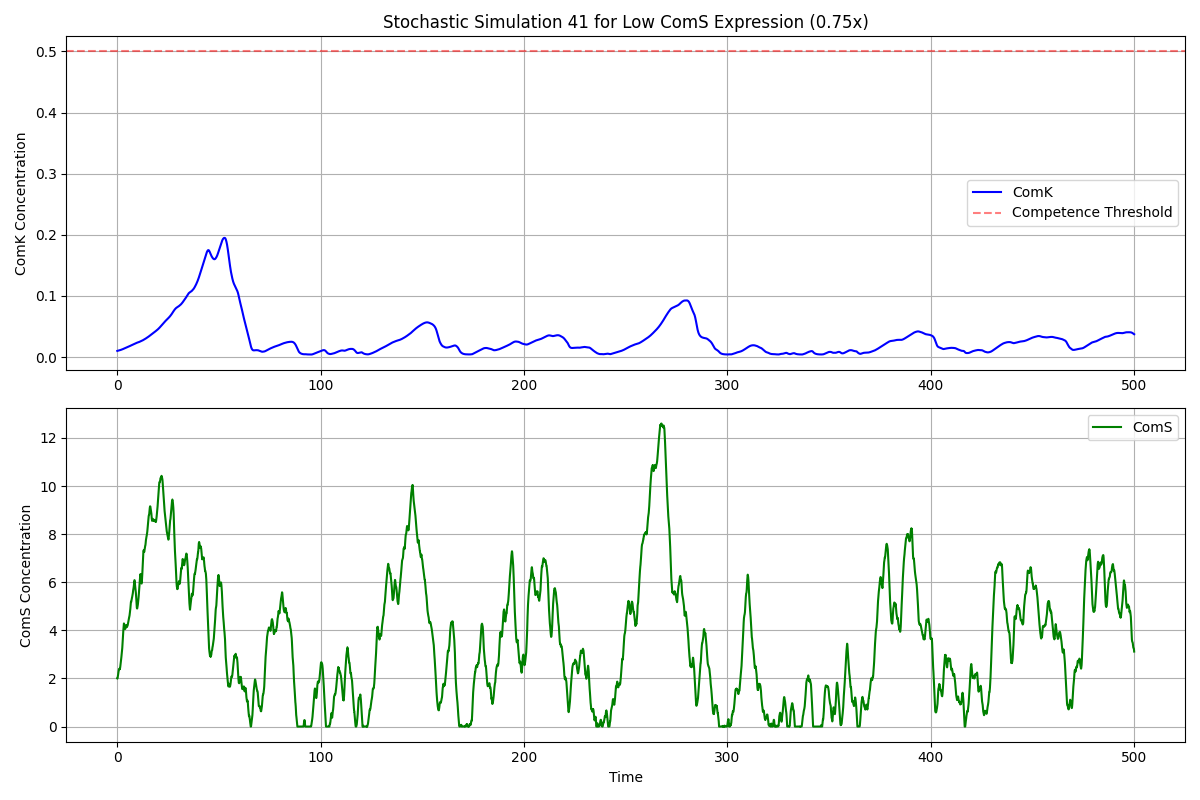 Stochastic Simulation 41 for Low ComS Expression (0.75x)
ComK Concentration
0.5
0.4
0.3
0.2
0.1
0.0
ComK
Competence Threshold
0 100 200 300 400 500
ComS Concentration
12
10
8
6
4
2
0
ComS
0 100 200 300 400 500
Time